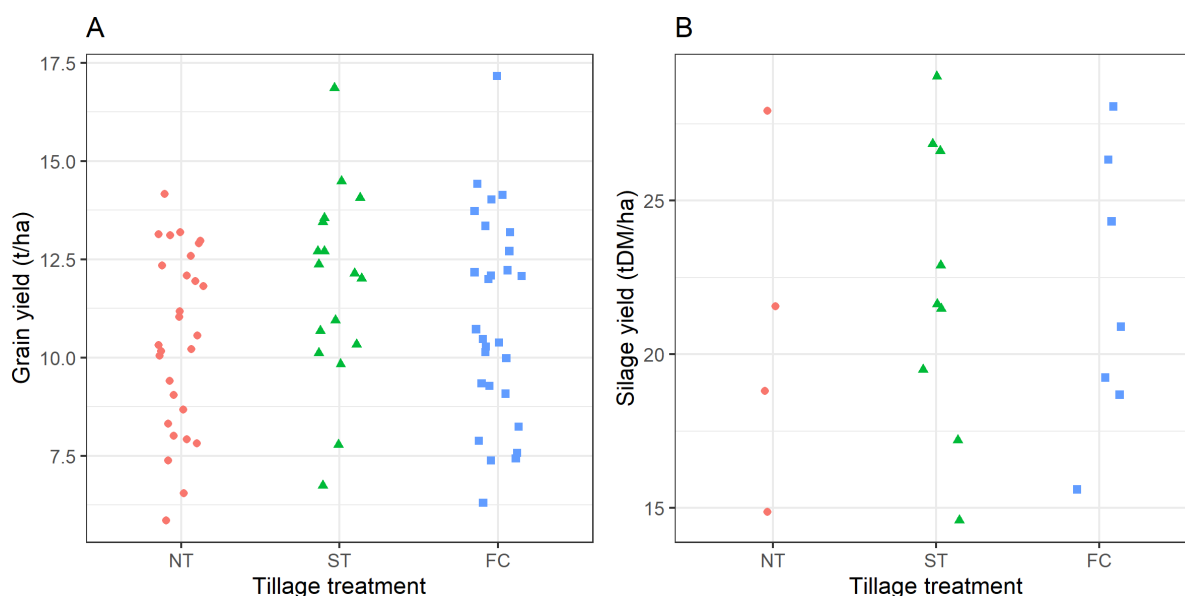 A
Grain yield (t/ha)
17.5
15.0
12.5
10.0
7.5
NT ST FC
Tillage treatment
B
Silage yield (tDM/ha)
25
20
15
NT ST FC
Tillage treatment